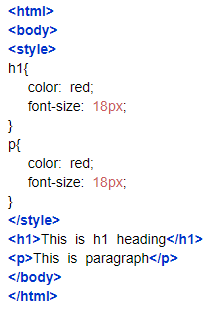 <html>
<body>
<style>
h1{
color: red;
font-size: 18px;
}
p{
color: red;
font-size: 18px;
}
</style>
<h1>This is h1 heading</h1>
<p>This is paragraph</p>
</body>
</html>